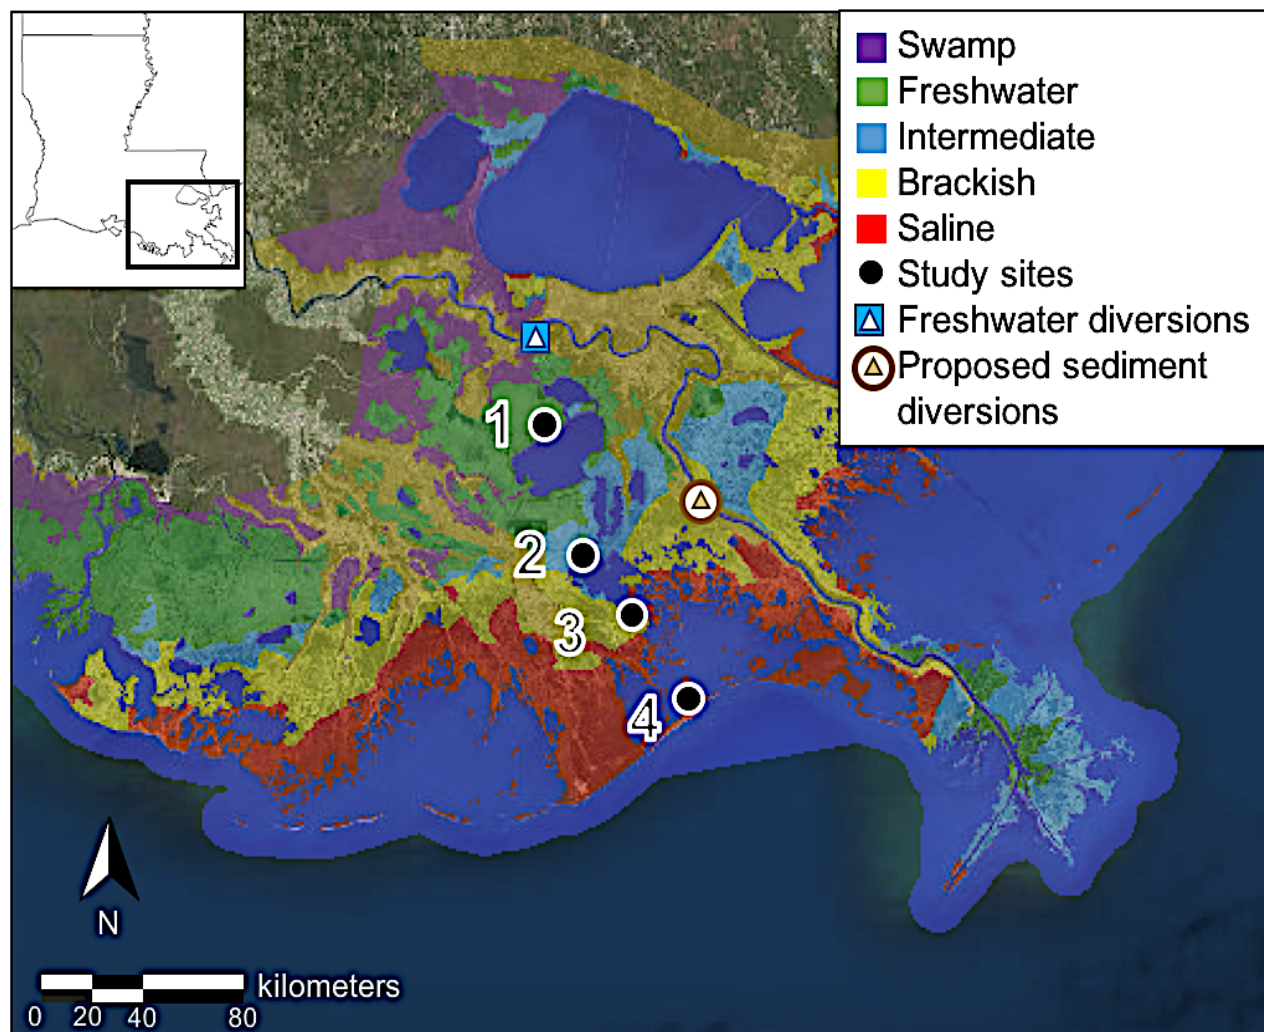 Swamp
Freshwater
Intermediate
Brackish
Saline
Study sites
Freshwater diversions
Proposed sediment
diversions
1
2
3
4
N
kilometers
0 20 40 80